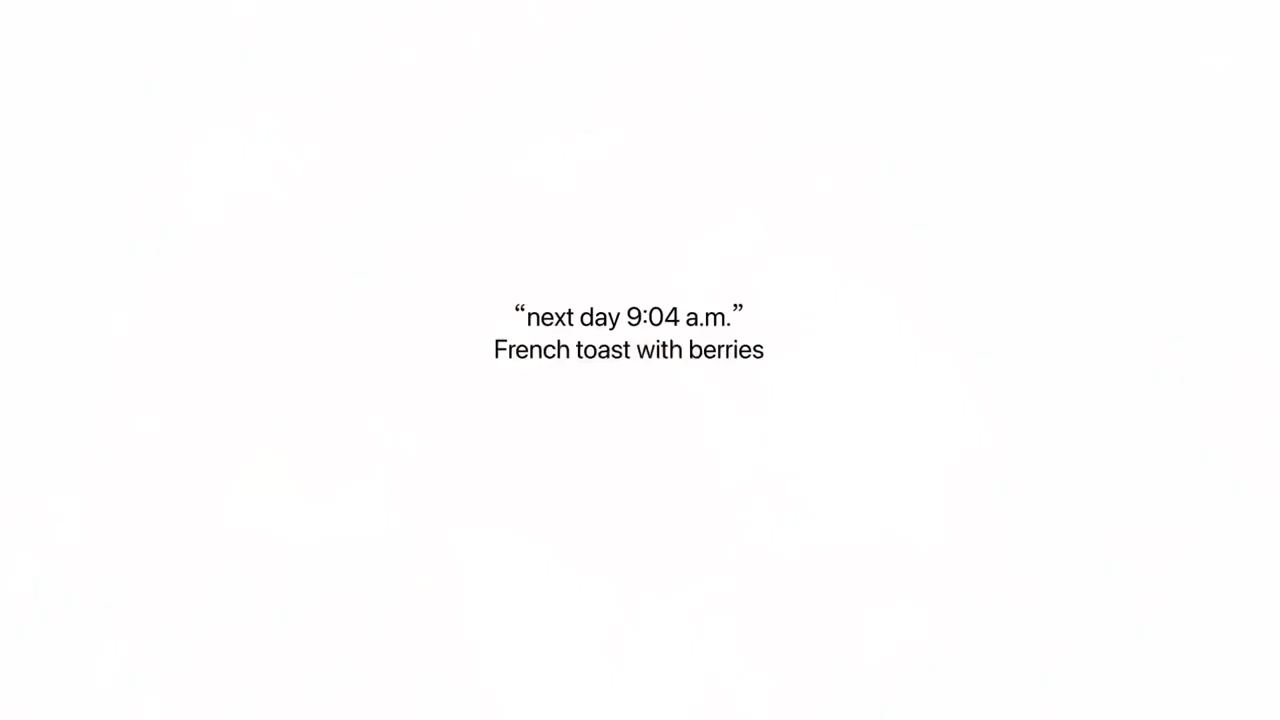 “next day 9:04 a.m.”
French toast with berries